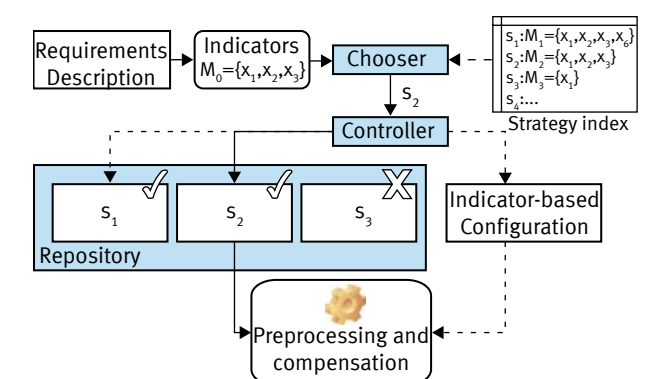 Requirements
Description
Indicators
M₀={x₁,x₂,x₃}
Chooser
s₁:M₁={x₁,x₂,x₃,x₆}
s₂:M₂={x₁,x₂,x₃}
s₃:M₃={x₁}
s₄:...
Strategy index
s₂
Controller
s₁
s₂
s₃
Repository
Indicator-based
Configuration
Preprocessing and
compensation